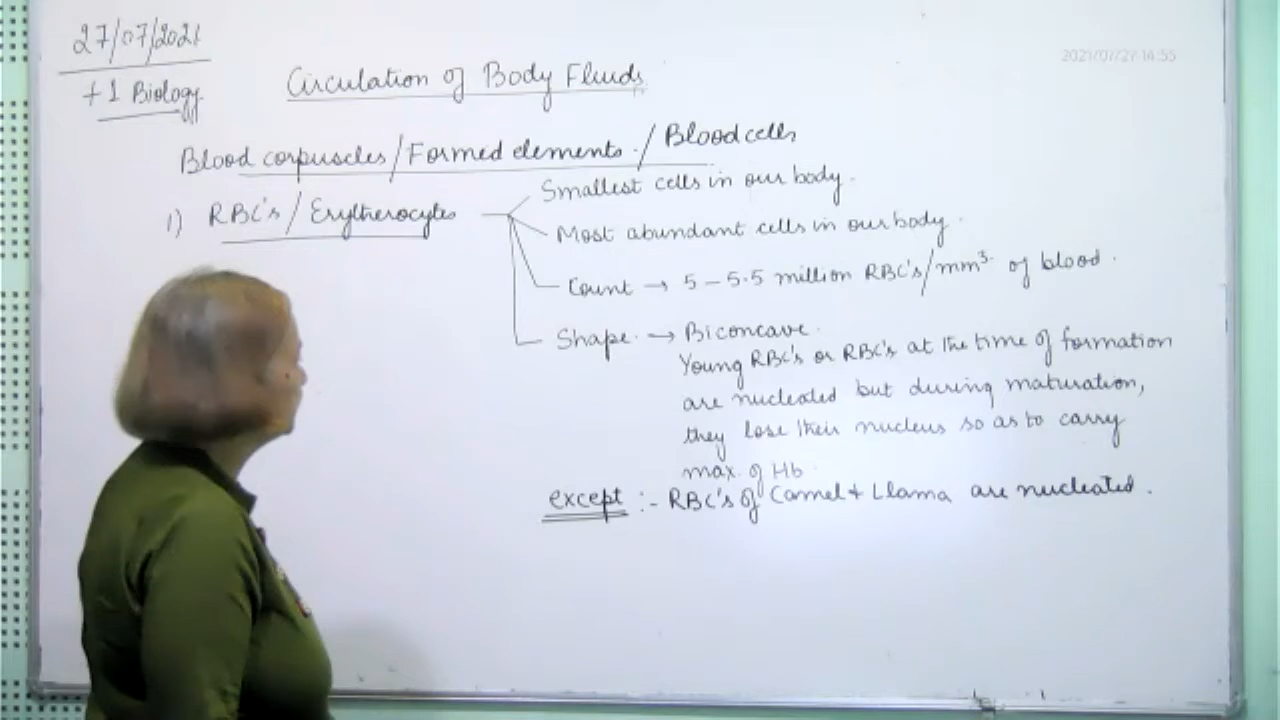 27/07/2021
+1 Biology
2021/07/27 14:55
Circulation of Body Fluids
Blood corpuscles/Formed elements./Blood cells
1) RBC's/Erytherocytes
Smallest cells in our body.
Most abundant cells in our body.
Count → 5 – 5.5 million RBC's/mm³ of blood.
Shape. → Biconcave.
Young RBC's or RBC's at the time of formation
are nucleated but during maturation,
they lose their nucleus so as to carry
max. of Hb.
except :- RBC's of Camel + Llama are nucleated.